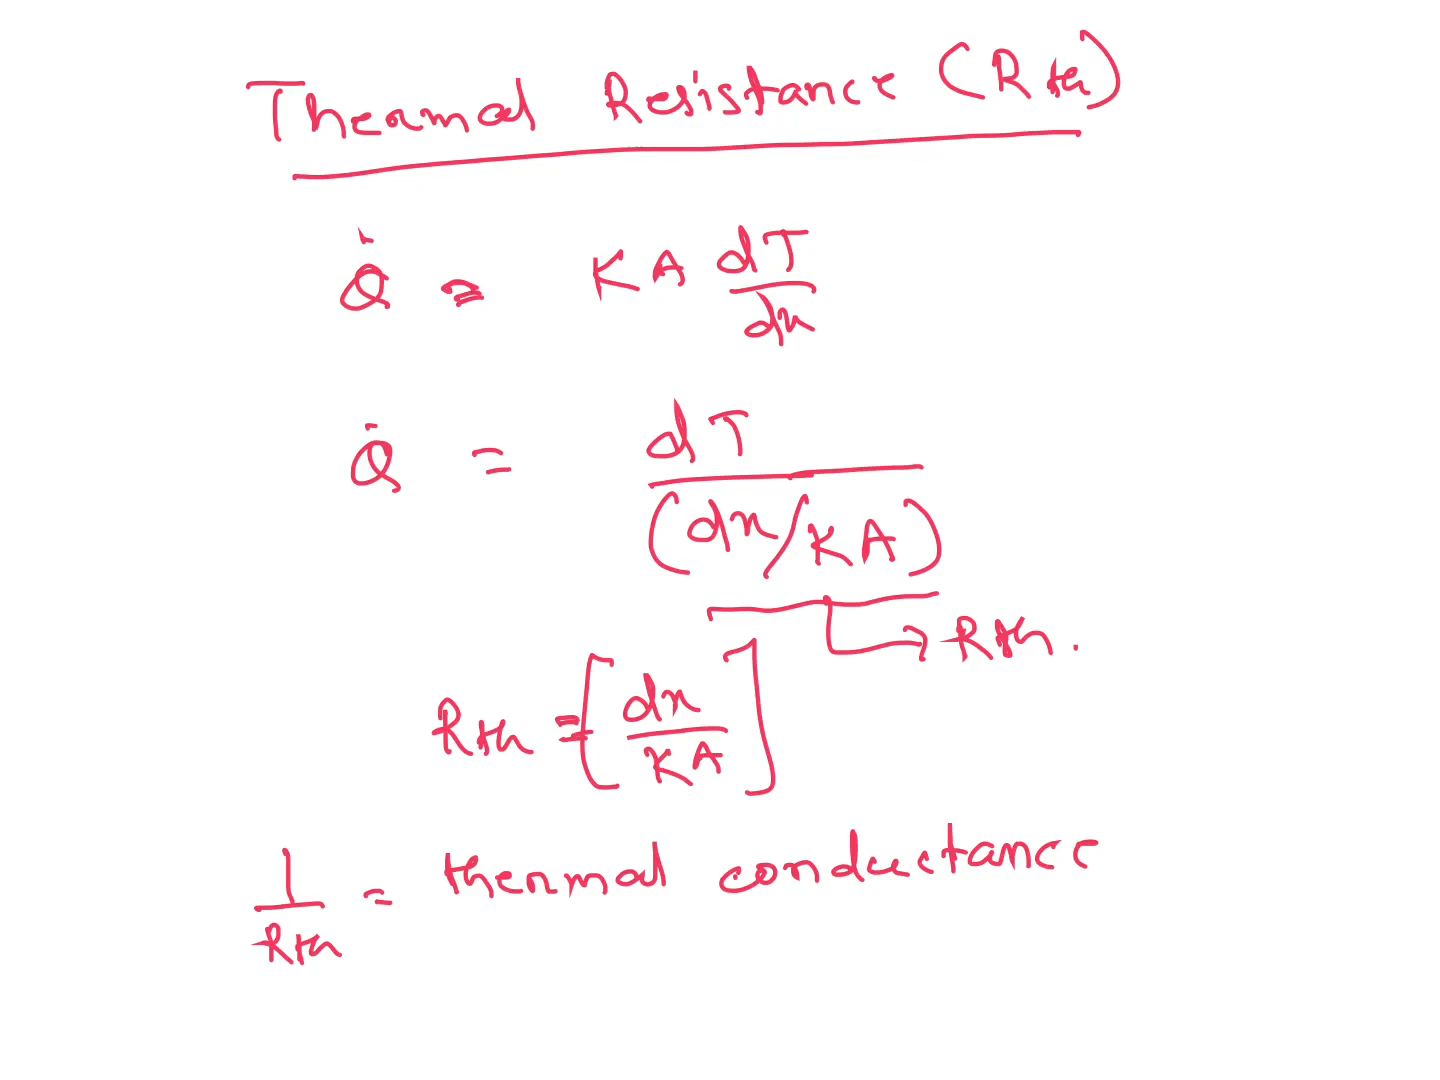 Thermal Resistance (Rth)
Q̇ = KA dT/dx
Q̇ = dT/(dx/KA)
→ Rth.
Rth = [dx/KA]
1/Rth = thermal conductance